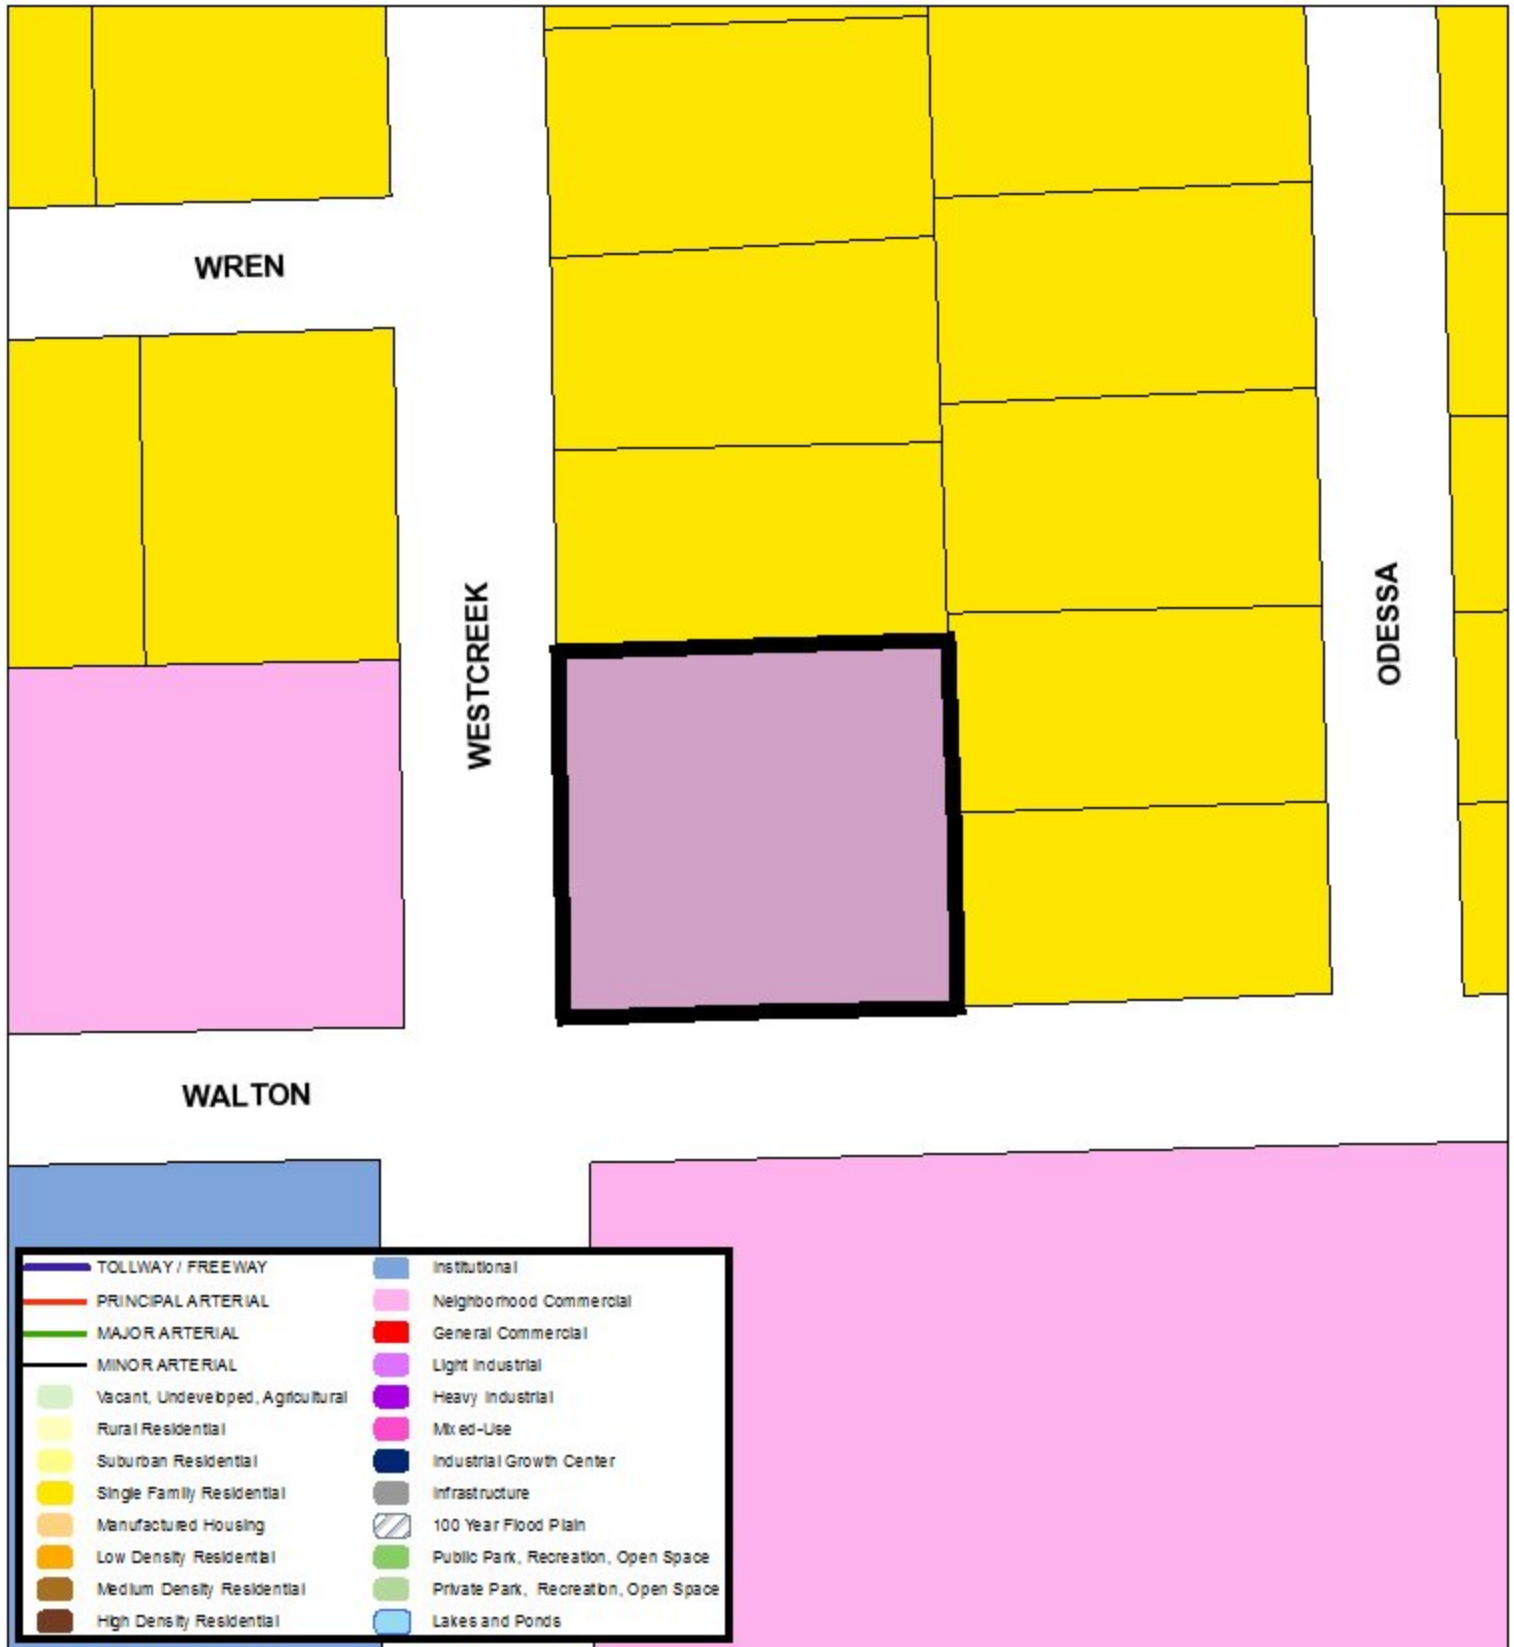 WREN
WESTCREEK
ODESSA
WALTON
TOLLWAY / FREEWAY
PRINCIPAL ARTERIAL
MAJOR ARTERIAL
MINOR ARTERIAL
Vacant, Undeveloped, Agricultural
Rural Residential
Suburban Residential
Single Family Residential
Manufactured Housing
Low Density Residential
Medium Density Residential
High Density Residential
Institutional
Neighborhood Commercial
General Commercial
Light Industrial
Heavy Industrial
Mixed-Use
Industrial Growth Center
Infrastructure
100 Year Flood Plain
Public Park, Recreation, Open Space
Private Park, Recreation, Open Space
Lakes and Ponds